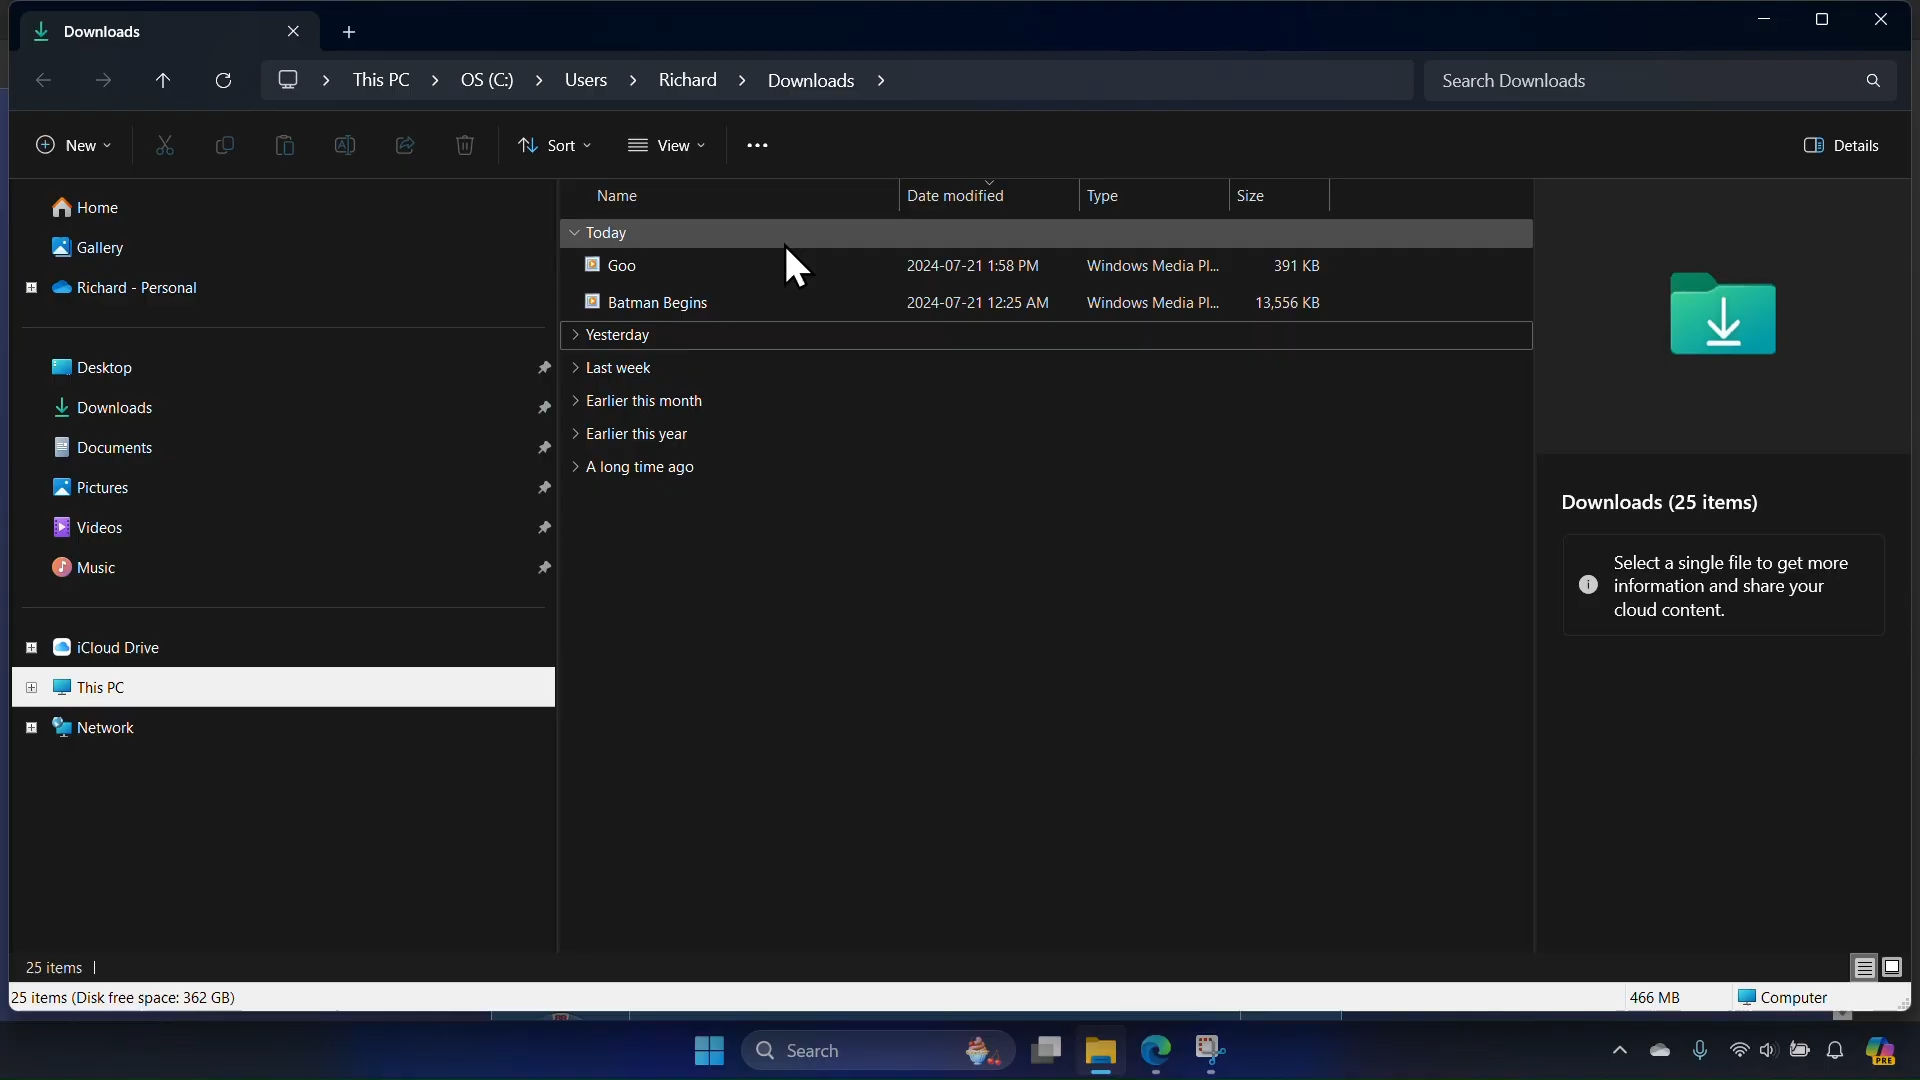 Downloads
This PC > OS (C:) > Users > Richard > Downloads >
Search Downloads
New
Sort
View
Details
Home
Gallery
Richard - Personal
Desktop
Downloads
Documents
Pictures
Videos
Music
iCloud Drive
This PC
Network
Name Date modified Type Size
Today
Goo 2024-07-21 1:58 PM Windows Media Pl... 391 KB
Batman Begins 2024-07-21 12:25 AM Windows Media Pl... 13,556 KB
Yesterday
Last week
Earlier this month
Earlier this year
A long time ago
Downloads (25 items)
Select a single file to get more
information and share your
cloud content.
25 items
25 items (Disk free space: 362 GB)
466 MB
Computer
Search
PRE